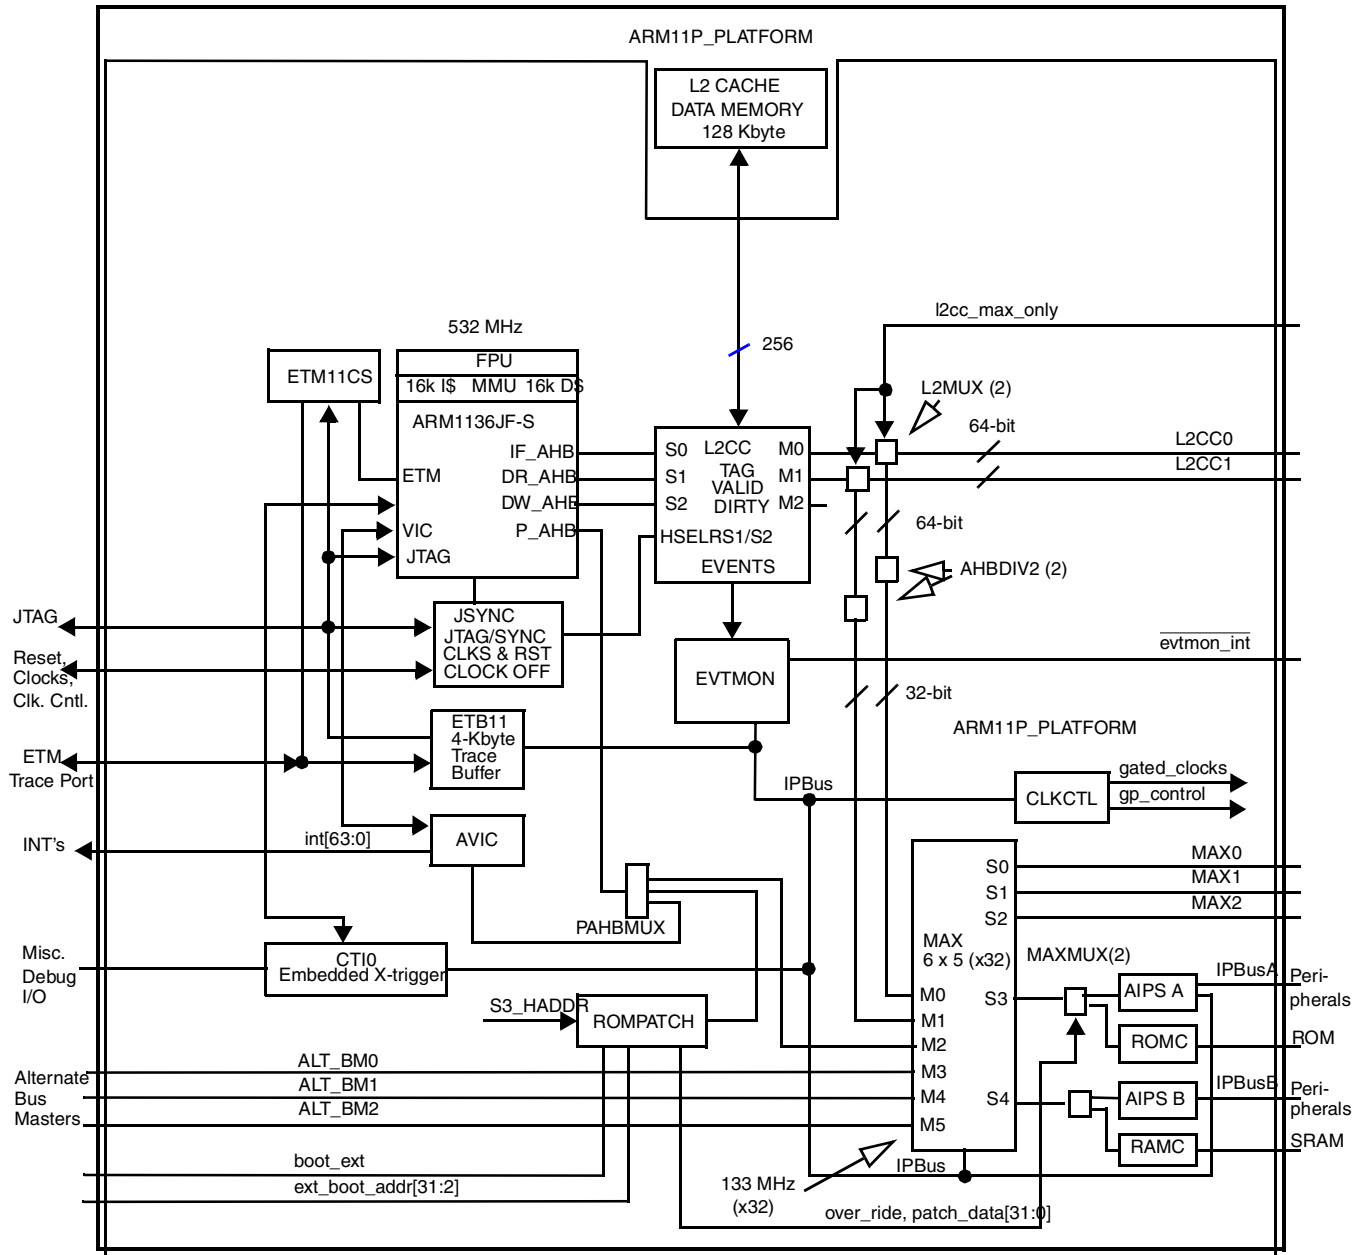 ARM11P_PLATFORM
L2 CACHE
DATA MEMORY
128 Kbyte
l2cc_max_only
532 MHz
256
FPU
ETM11CS
16k I$ MMU 16k D$
L2MUX (2)
ARM1136JF-S
64-bit
IF_AHB
S0 L2CC M0
L2CC0
ETM
DR_AHB
S1 TAG M1
L2CC1
VALID
DW_AHB
S2 DIRTY M2
64-bit
VIC
P_AHB
HSELRS1/S2
JTAG
EVENTS
AHBDIV2 (2)
JTAG
JSYNC
JTAG/SYNC
CLKS & RST
CLOCK OFF
evtmon_int
Reset,
Clocks,
Clk. Cntl.
EVTMON
32-bit
ETB11
4-Kbyte
Trace
Buffer
ARM11P_PLATFORM
ETM
Trace Port
gated_clocks
IPBus
CLKCTL
gp_control
INT's
int[63:0]
AVIC
MAX0
S0
MAX1
S1
MAX2
S2
PAHBMUX
MAX
6 x 5 (x32)
MAXMUX(2)
Misc.
Debug
I/O
CTI0
Embedded X-trigger
IPBusA
Peri-
pherals
M0
S3
AIPS A
S3_HADDR
ROMPATCH
M1
M2
ROMC
ROM
ALT_BM0
M3
Alternate
Bus
Masters
ALT_BM1
M4
S4
AIPS B
IPBusB
Peri-
pherals
ALT_BM2
M5
RAMC
SRAM
boot_ext
IPBus
ext_boot_addr[31:2]
133 MHz
(x32)
over_ride, patch_data[31:0]